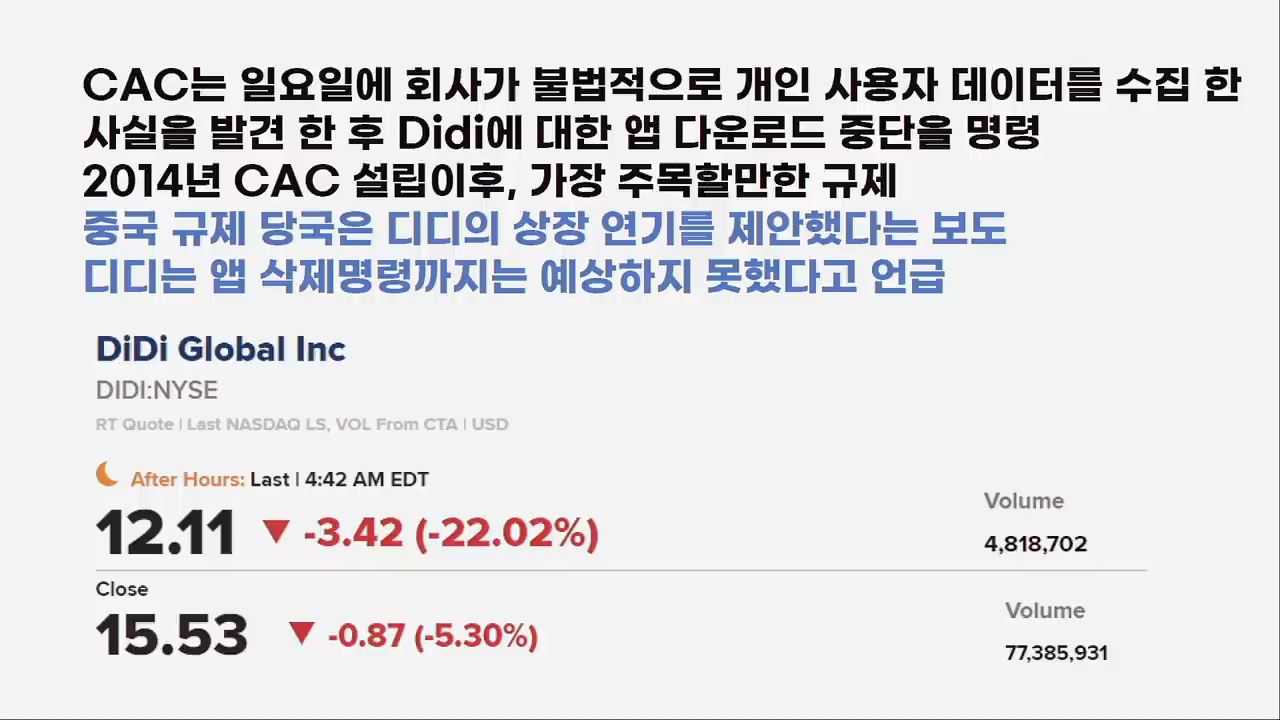 CAC는 일요일에 회사가 불법적으로 개인 사용자 데이터를 수집 한
사실을 발견 한 후 Didi에 대한 앱 다운로드 중단을 명령
2014년 CAC 설립이후, 가장 주목할만한 규제
중국 규제 당국은 디디의 상장 연기를 제안했다는 보도
디디는 앱 삭제명령까지는 예상하지 못했다고 언급
DiDi Global Inc
DIDI:NYSE
RT Quote | Last NASDAQ LS, VOL From CTA | USD
After Hours: Last | 4:42 AM EDT
12.11 ▼ -3.42 (-22.02%)
Volume
4,818,702
Close
15.53 ▼ -0.87 (-5.30%)
Volume
77,385,931